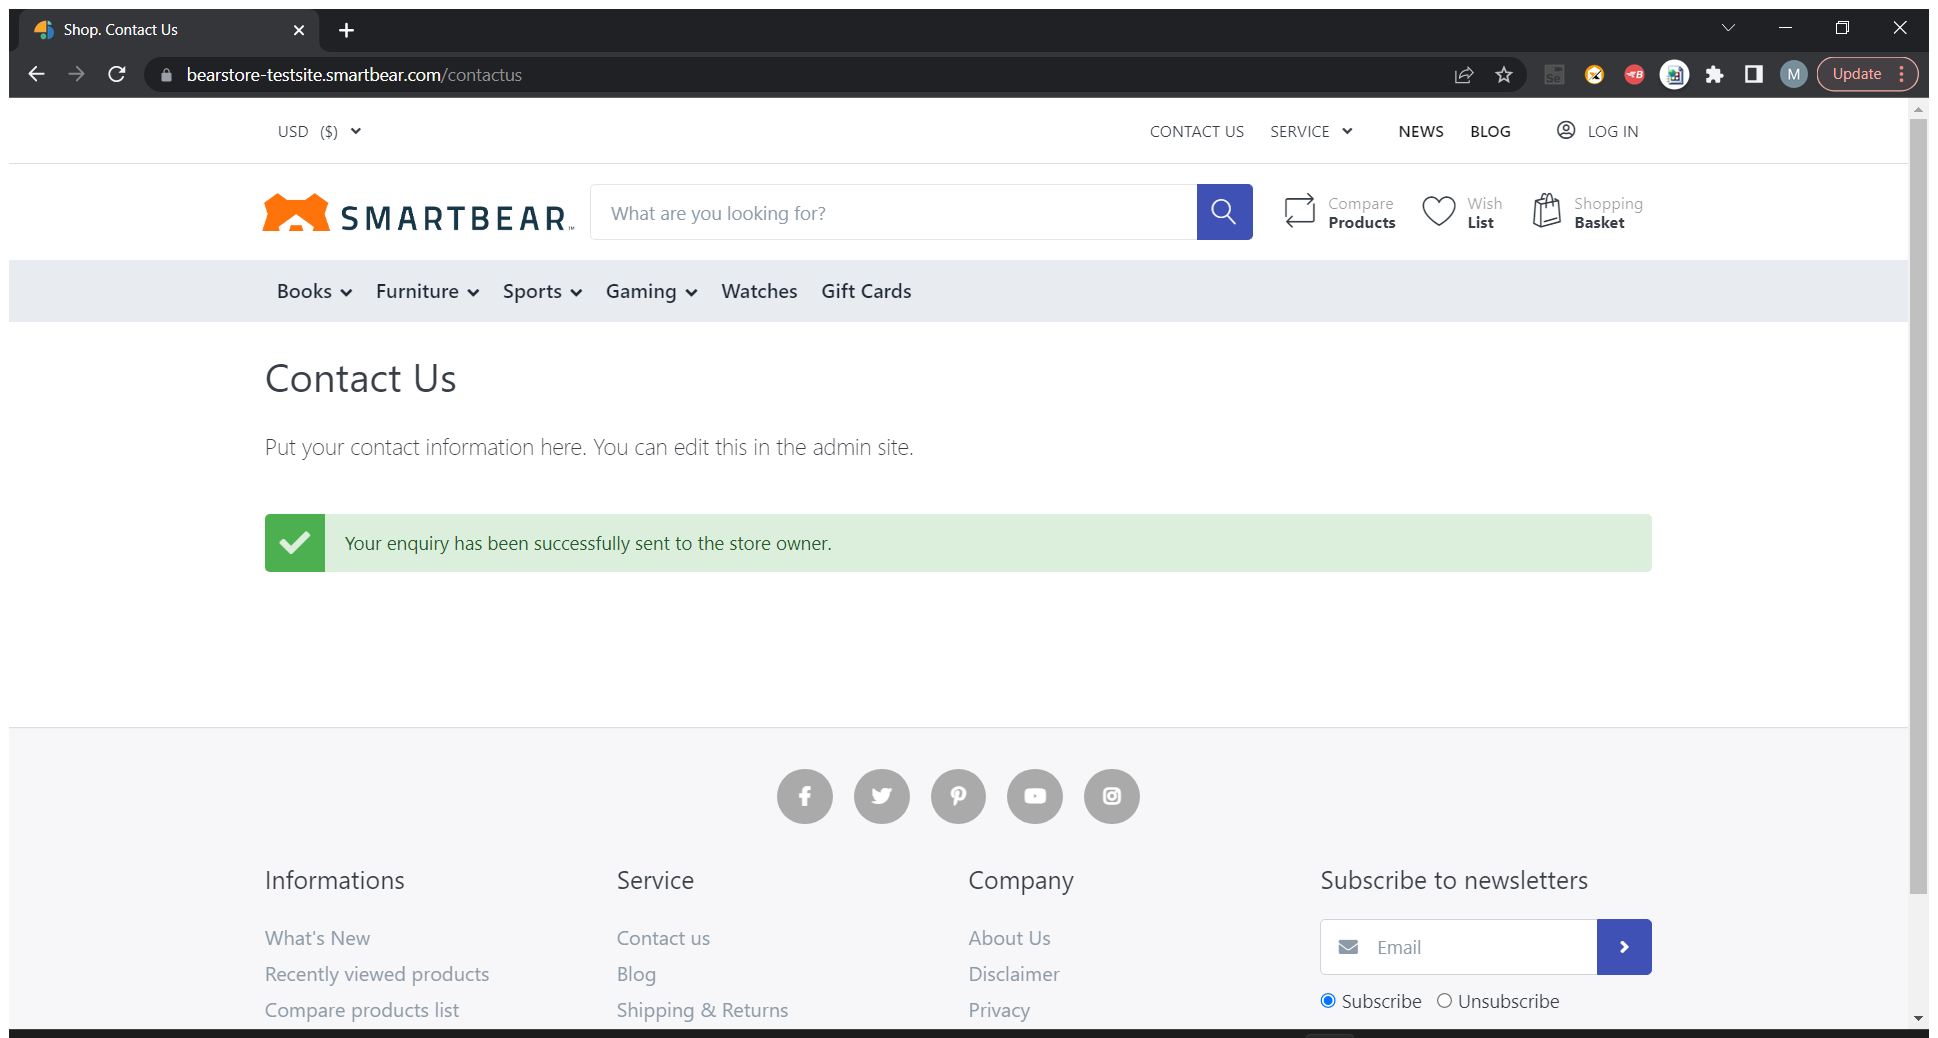 Shop. Contact Us
bearstore-testsite.smartbear.com/contactus
Se
B
M
Update
USD ($)
CONTACT US
SERVICE
NEWS
BLOG
LOG IN
SMARTBEAR™
What are you looking for?
Compare
Products
Wish
List
Shopping
Basket
Books
Furniture
Sports
Gaming
Watches
Gift Cards
Contact Us
Put your contact information here. You can edit this in the admin site.
Your enquiry has been successfully sent to the store owner.
Informations
What's New
Recently viewed products
Compare products list
Service
Contact us
Blog
Shipping & Returns
Company
About Us
Disclaimer
Privacy
Subscribe to newsletters
Email
Subscribe
Unsubscribe